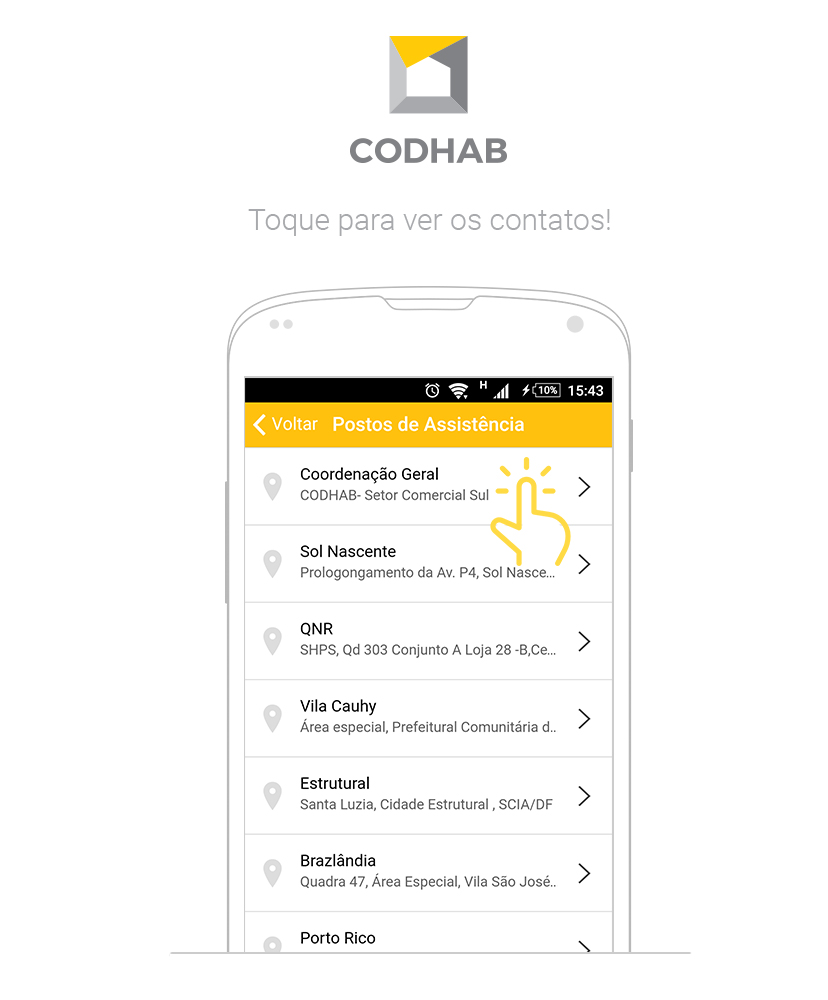 CODHAB
Toque para ver os contatos!
H
10%
15:43
Voltar
Postos de Assistência
Coordenação Geral
CODHAB- Setor Comercial Sul
Sol Nascente
Prologongamento da Av. P4, Sol Nasce...
QNR
SHPS, Qd 303 Conjunto A Loja 28 -B,Ce...
Vila Cauhy
Área especial, Prefeitural Comunitária d..
Estrutural
Santa Luzia, Cidade Estrutural , SCIA/DF
Brazlândia
Quadra 47, Área Especial, Vila São José..
Porto Rico